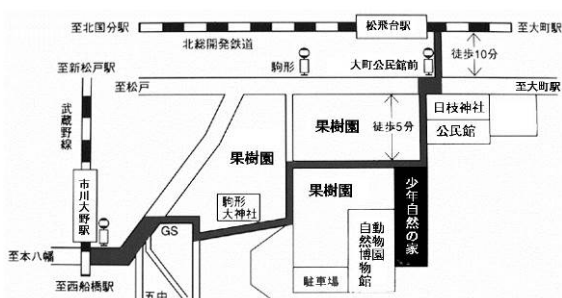 至北国分駅
松飛台駅
至大町駅
北総開発鉄道
駒形
大町公民館前
徒歩10分
至新松戸駅
至松戸
至大町駅
武蔵野線
果樹園
徒歩5分
日枝神社
公民館
果樹園
果樹園
少年自然の家
市川大野駅
駒形
大神社
GS
動物園
自然博物館
至本八幡
駐車場
至西船橋駅
五中